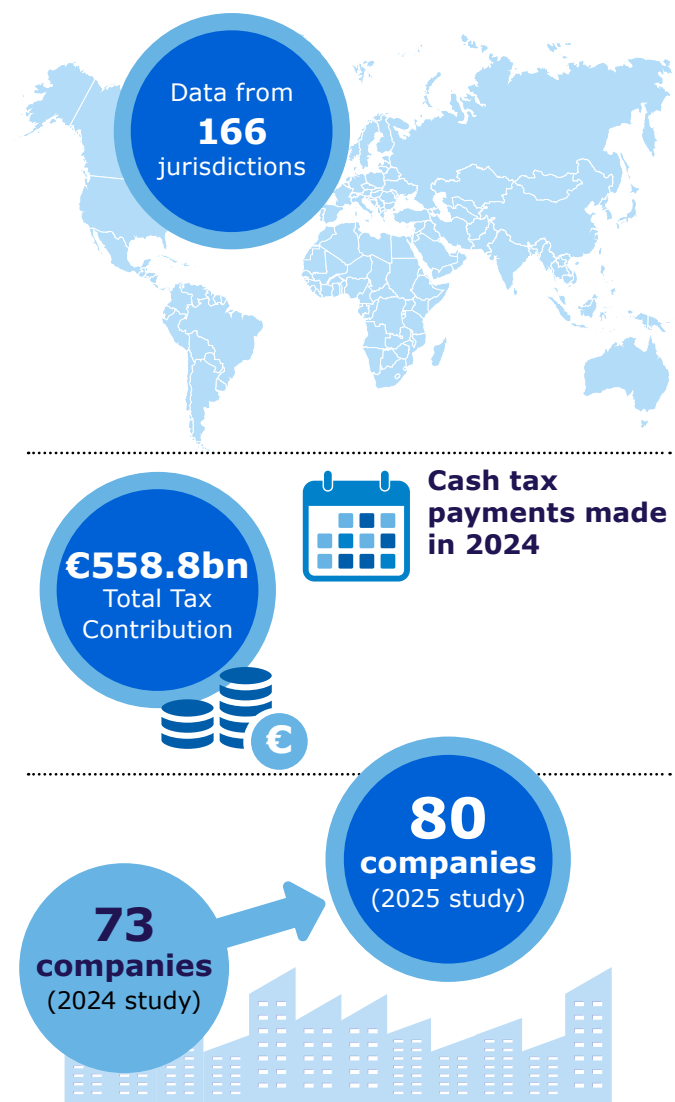 Data from
166
jurisdictions
Cash tax
payments made
in 2024
€558.8bn
Total Tax
Contribution
€
80
companies
(2025 study)
73
companies
(2024 study)